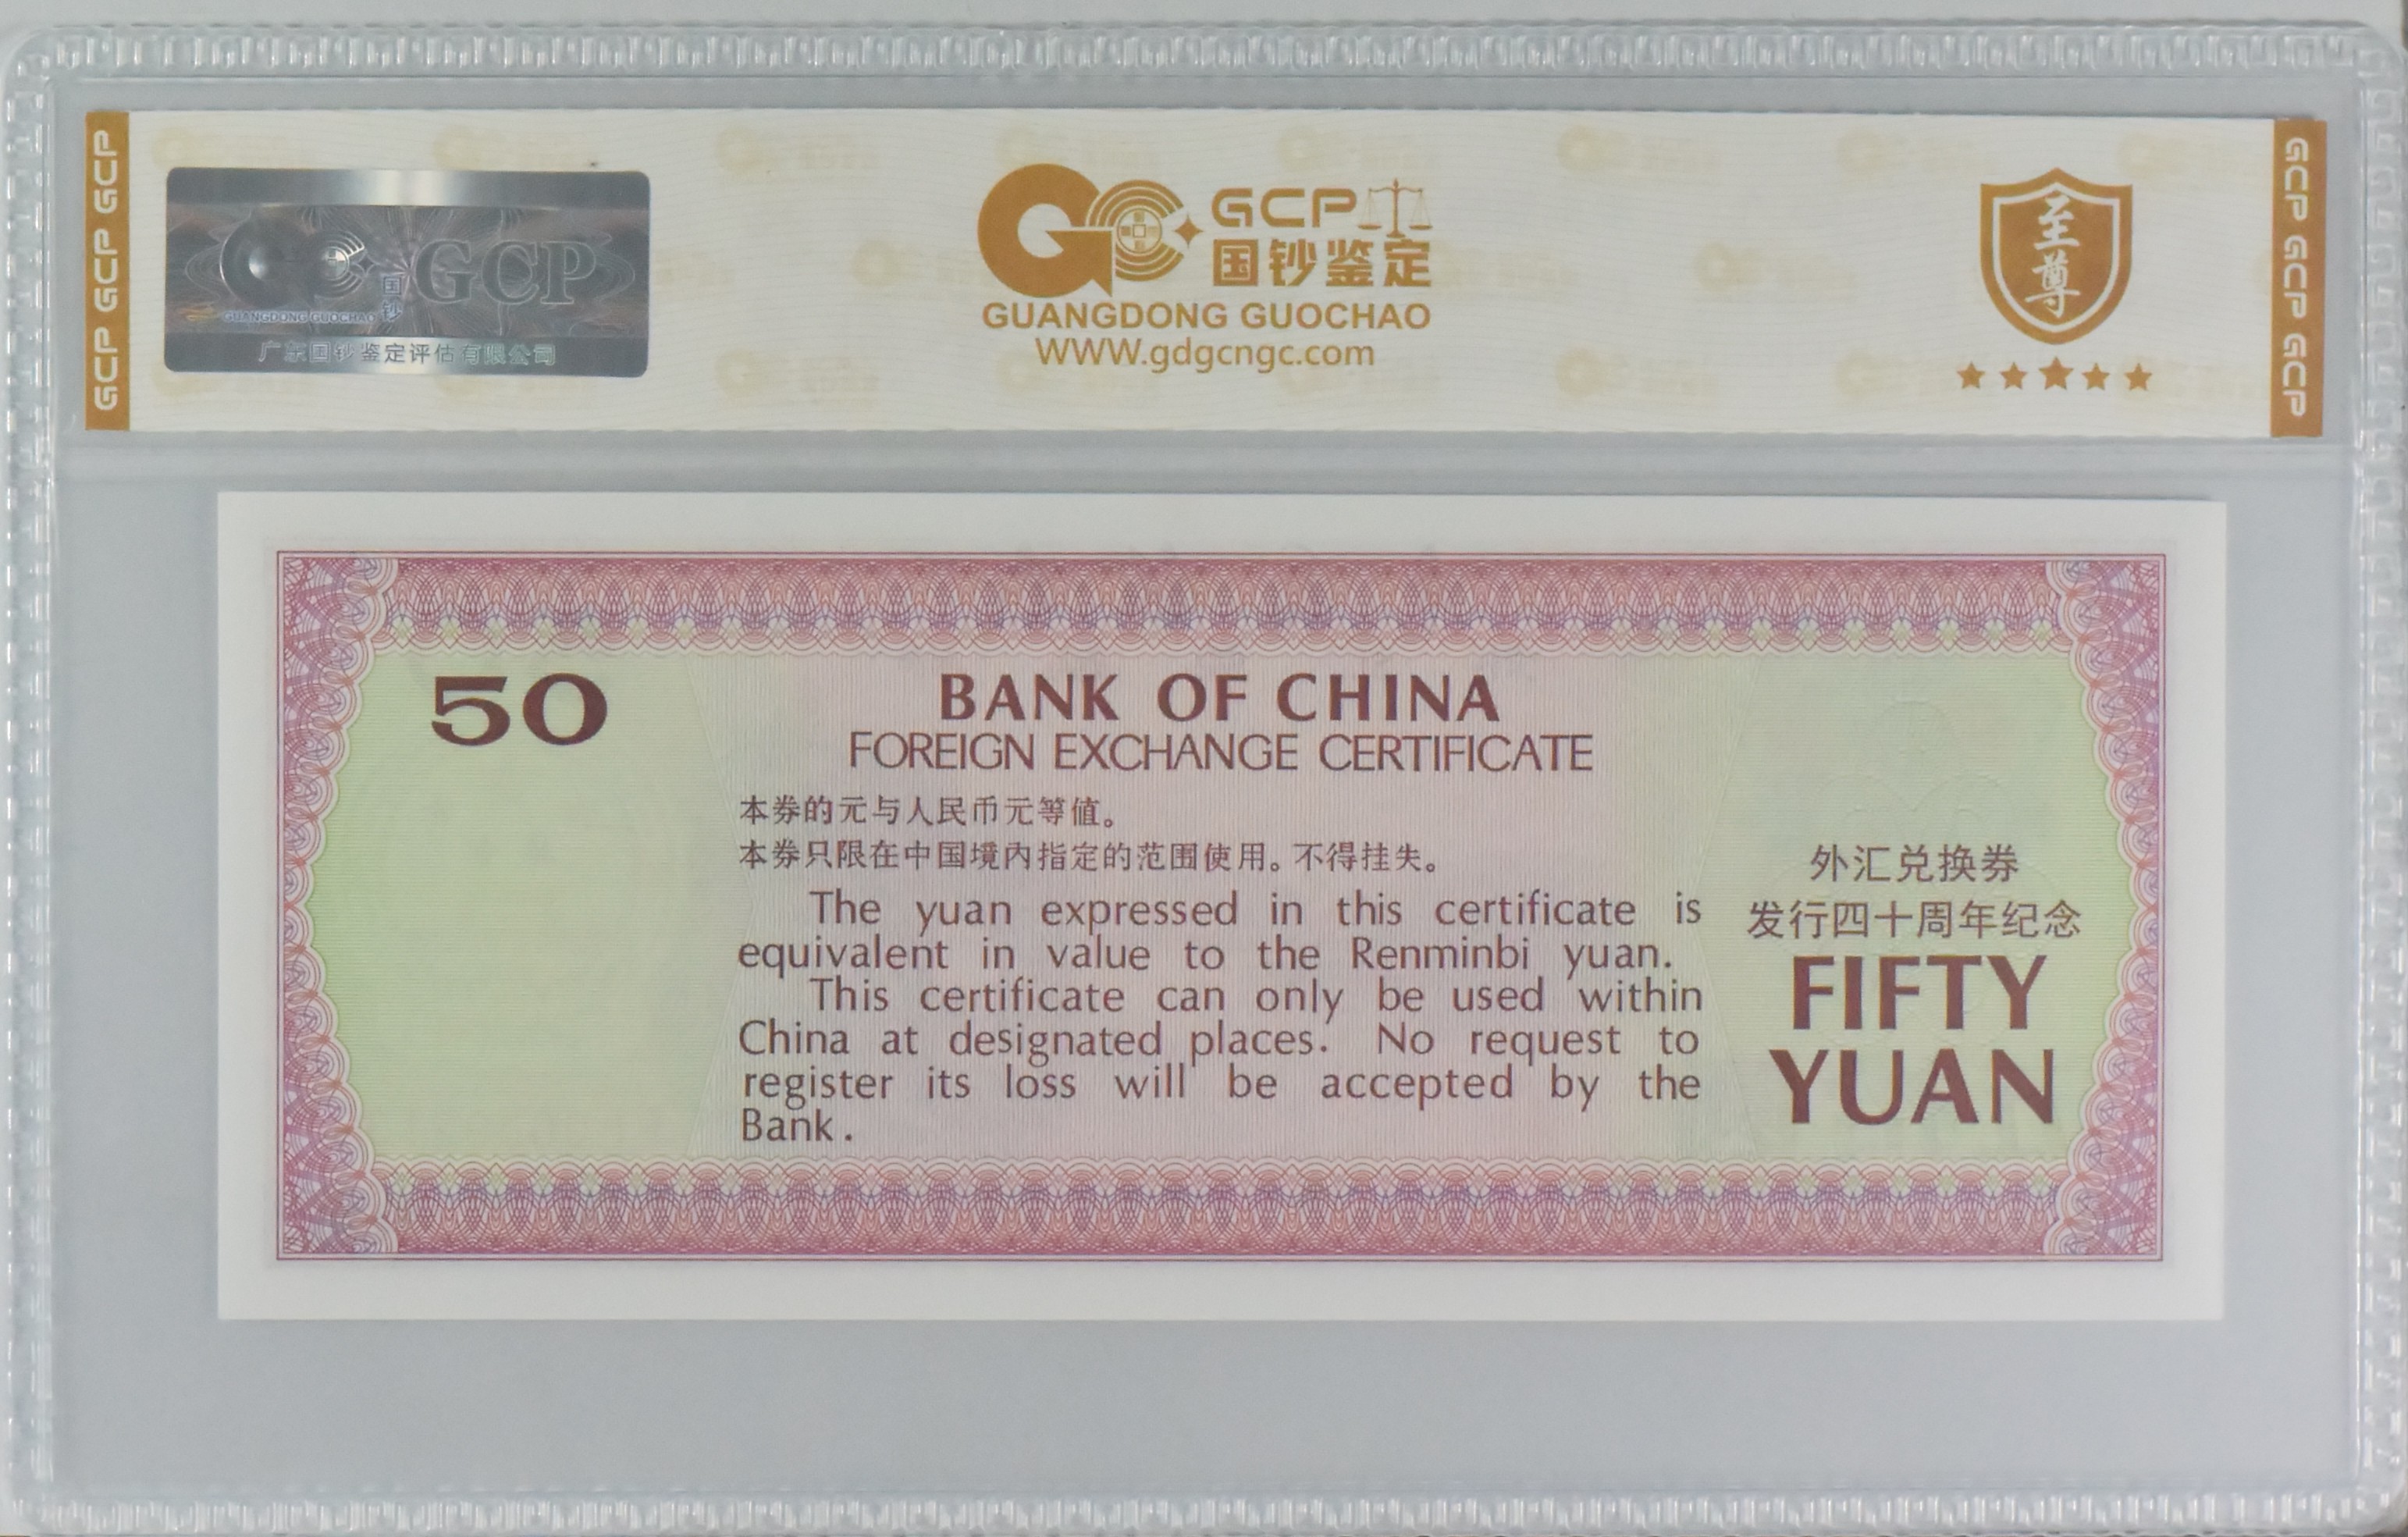 GCP GCP GCP
GCP
国钞
GUANGDONG GUOCHAO
广东国钞鉴定评估有限公司
GCP
国钞鉴定
GUANGDONG GUOCHAO
WWW.gdgcngc.com
至尊
GCP GCP GCP
50
BANK OF CHINA
FOREIGN EXCHANGE CERTIFICATE
本券的元与人民币元等值。
本券只限在中国境内指定的范围使用。不得挂失。
The yuan expressed in this certificate is
equivalent in value to the Renminbi yuan.
This certificate can only be used within
China at designated places. No request to
register its loss will be accepted by the
Bank.
外汇兑换券
发行四十周年纪念
FIFTY
YUAN